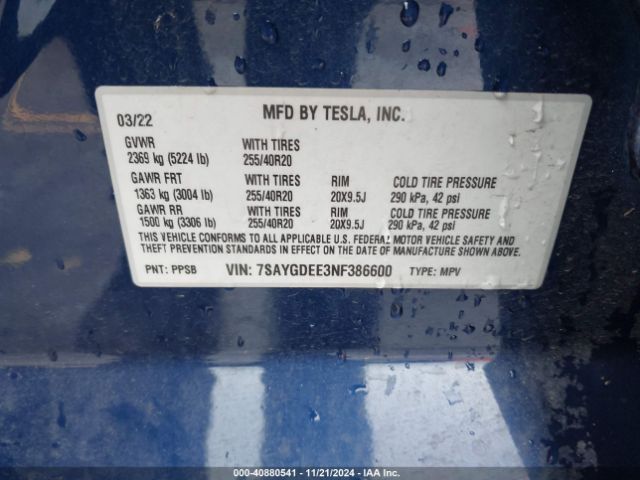 03/22 MFD BY TESLA, INC.
GVWR WITH TIRES
2369 kg (5224 lb) 255/40R20
GAWR FRT WITH TIRES RIM COLD TIRE PRESSURE
1363 kg (3004 lb) 255/40R20 20X9.5J 290 kPa, 42 psi
GAWR RR WITH TIRES RIM COLD TIRE PRESSURE
1500 kg (3306 lb) 255/40R20 20X9.5J 290 kPa, 42 psi
THIS VEHICLE CONFORMS TO ALL APPLICABLE U.S. FEDERAL MOTOR VEHICLE SAFETY AND
THEFT PREVENTION STANDARDS IN EFFECT ON THE DATE OF MANUFACTURE SHOWN ABOVE.
PNT: PPSB VIN: 7SAYGDEE3NF386600 TYPE: MPV
000-40880541 - 11/21/2024 - IAA Inc.